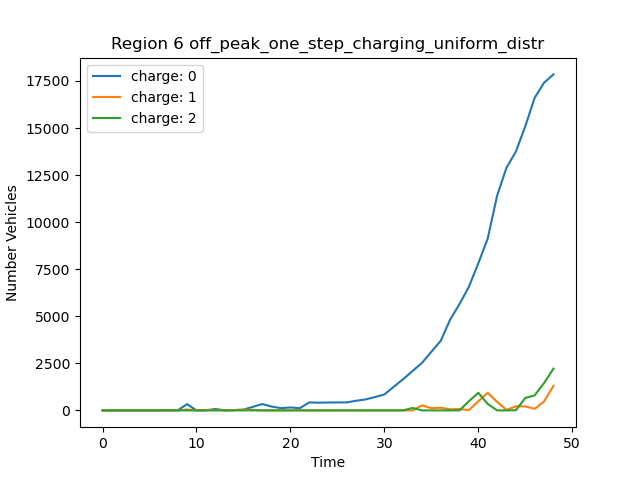 Region 6 off_peak_one_step_charging_uniform_distr
charge: 0
charge: 1
charge: 2
17500
15000
12500
10000
7500
5000
2500
0
Number Vehicles
0 10 20 30 40 50
Time